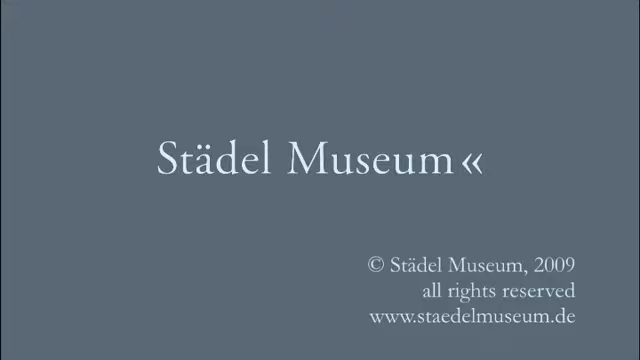 Städel Museum «
© Städel Museum, 2009
all rights reserved
www.staedelmuseum.de